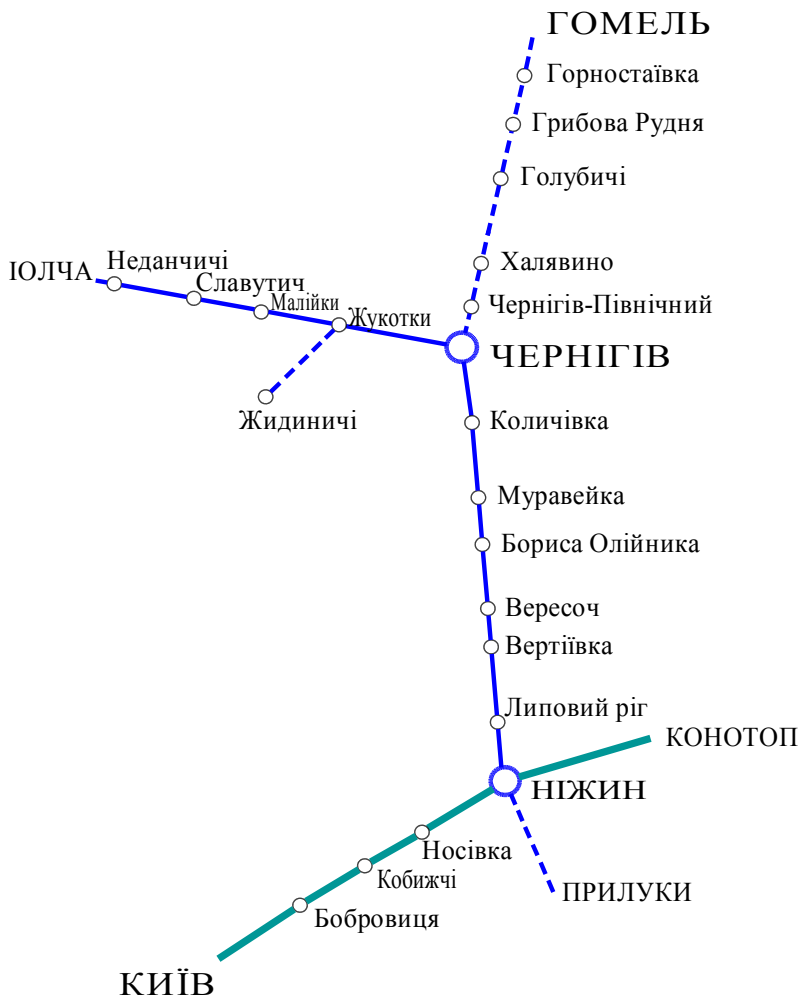 ГОМЕЛЬ
Горностаївка
Грибова Рудня
Голубичі
Халявино
ІОЛЧА
Неданчичі
Славутич
Малійки
Жукотки
Чернігів-Північний
ЧЕРНІГІВ
Жидиничі
Количівка
Муравейка
Бориса Олійника
Вересоч
Вертіївка
Липовий ріг
КОНОТОП
НІЖИН
Носівка
Кобижчі
ПРИЛУКИ
Бобровиця
КИЇВ